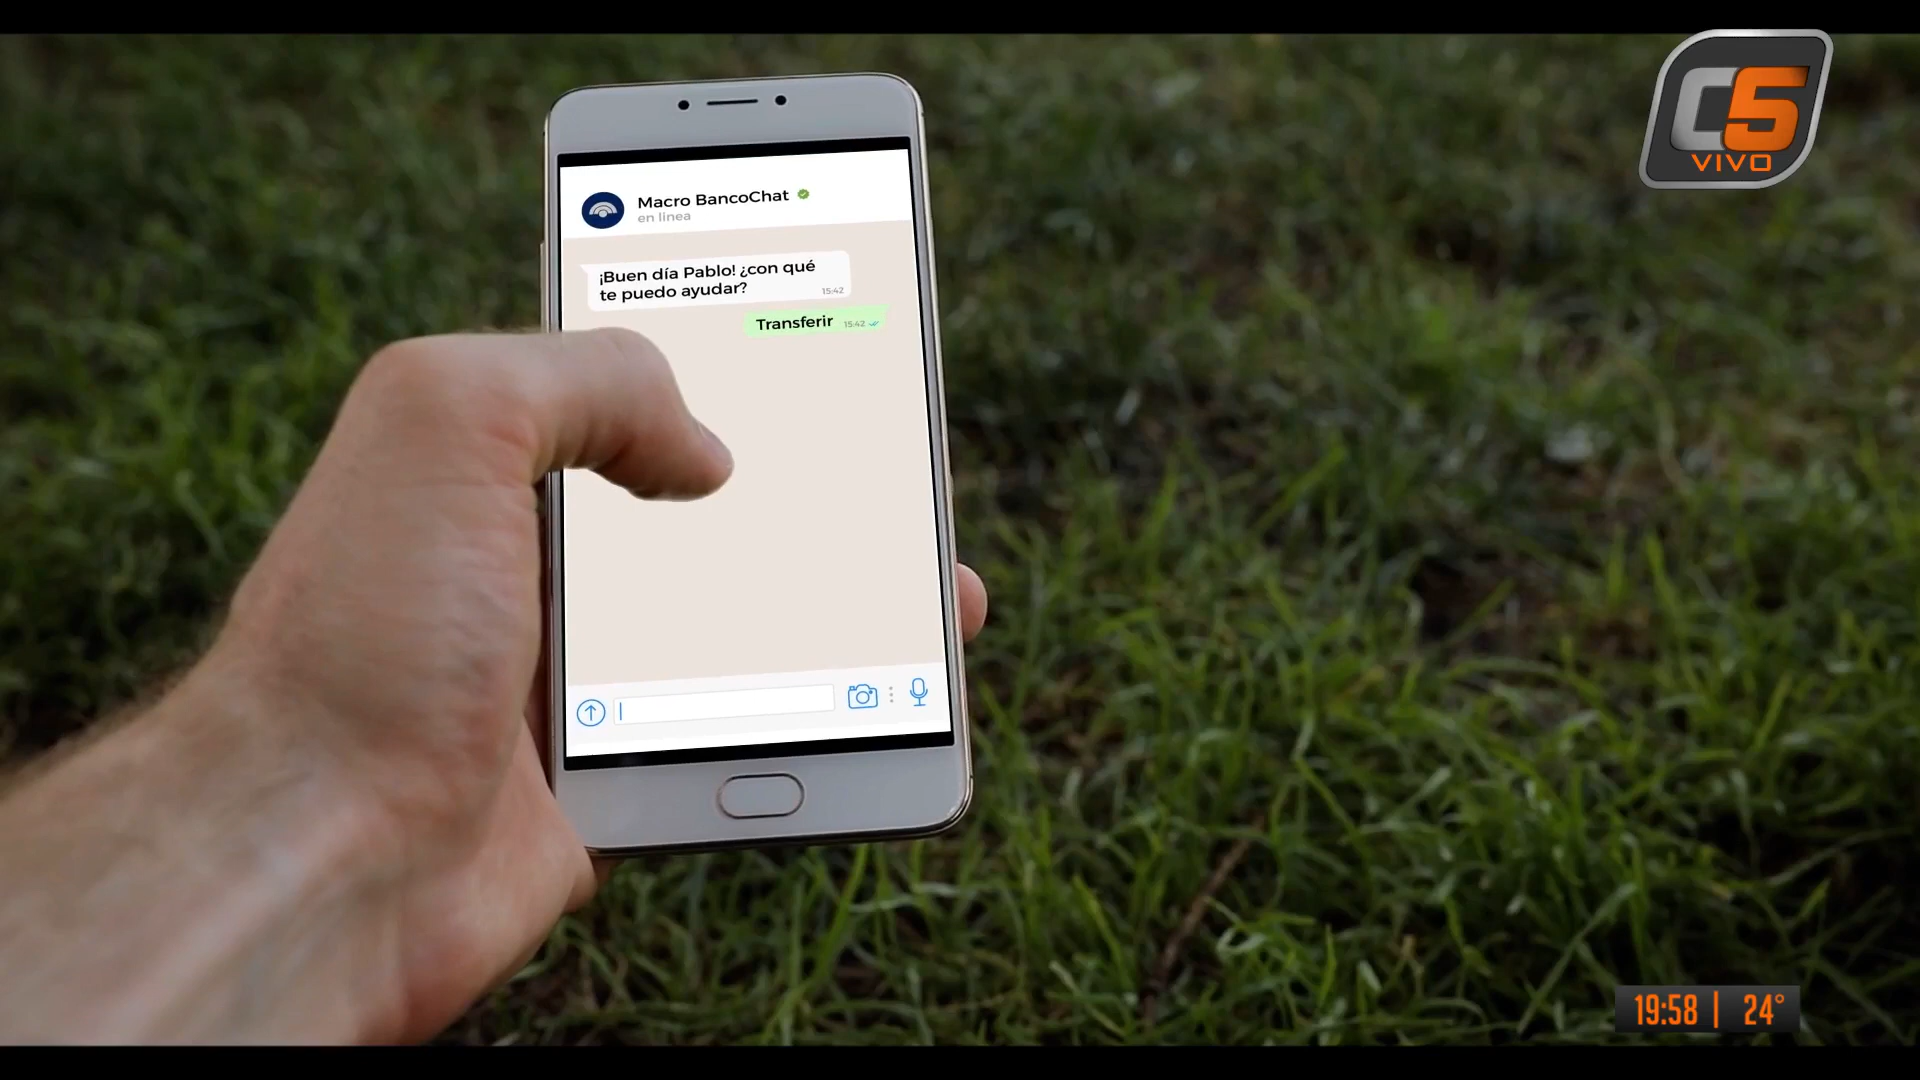 C5
VIVO
Macro BancoChat
en línea
¡Buen día Pablo! ¿con qué
te puedo ayudar?
15:42
Transferir 15:42
19:58 | 24°